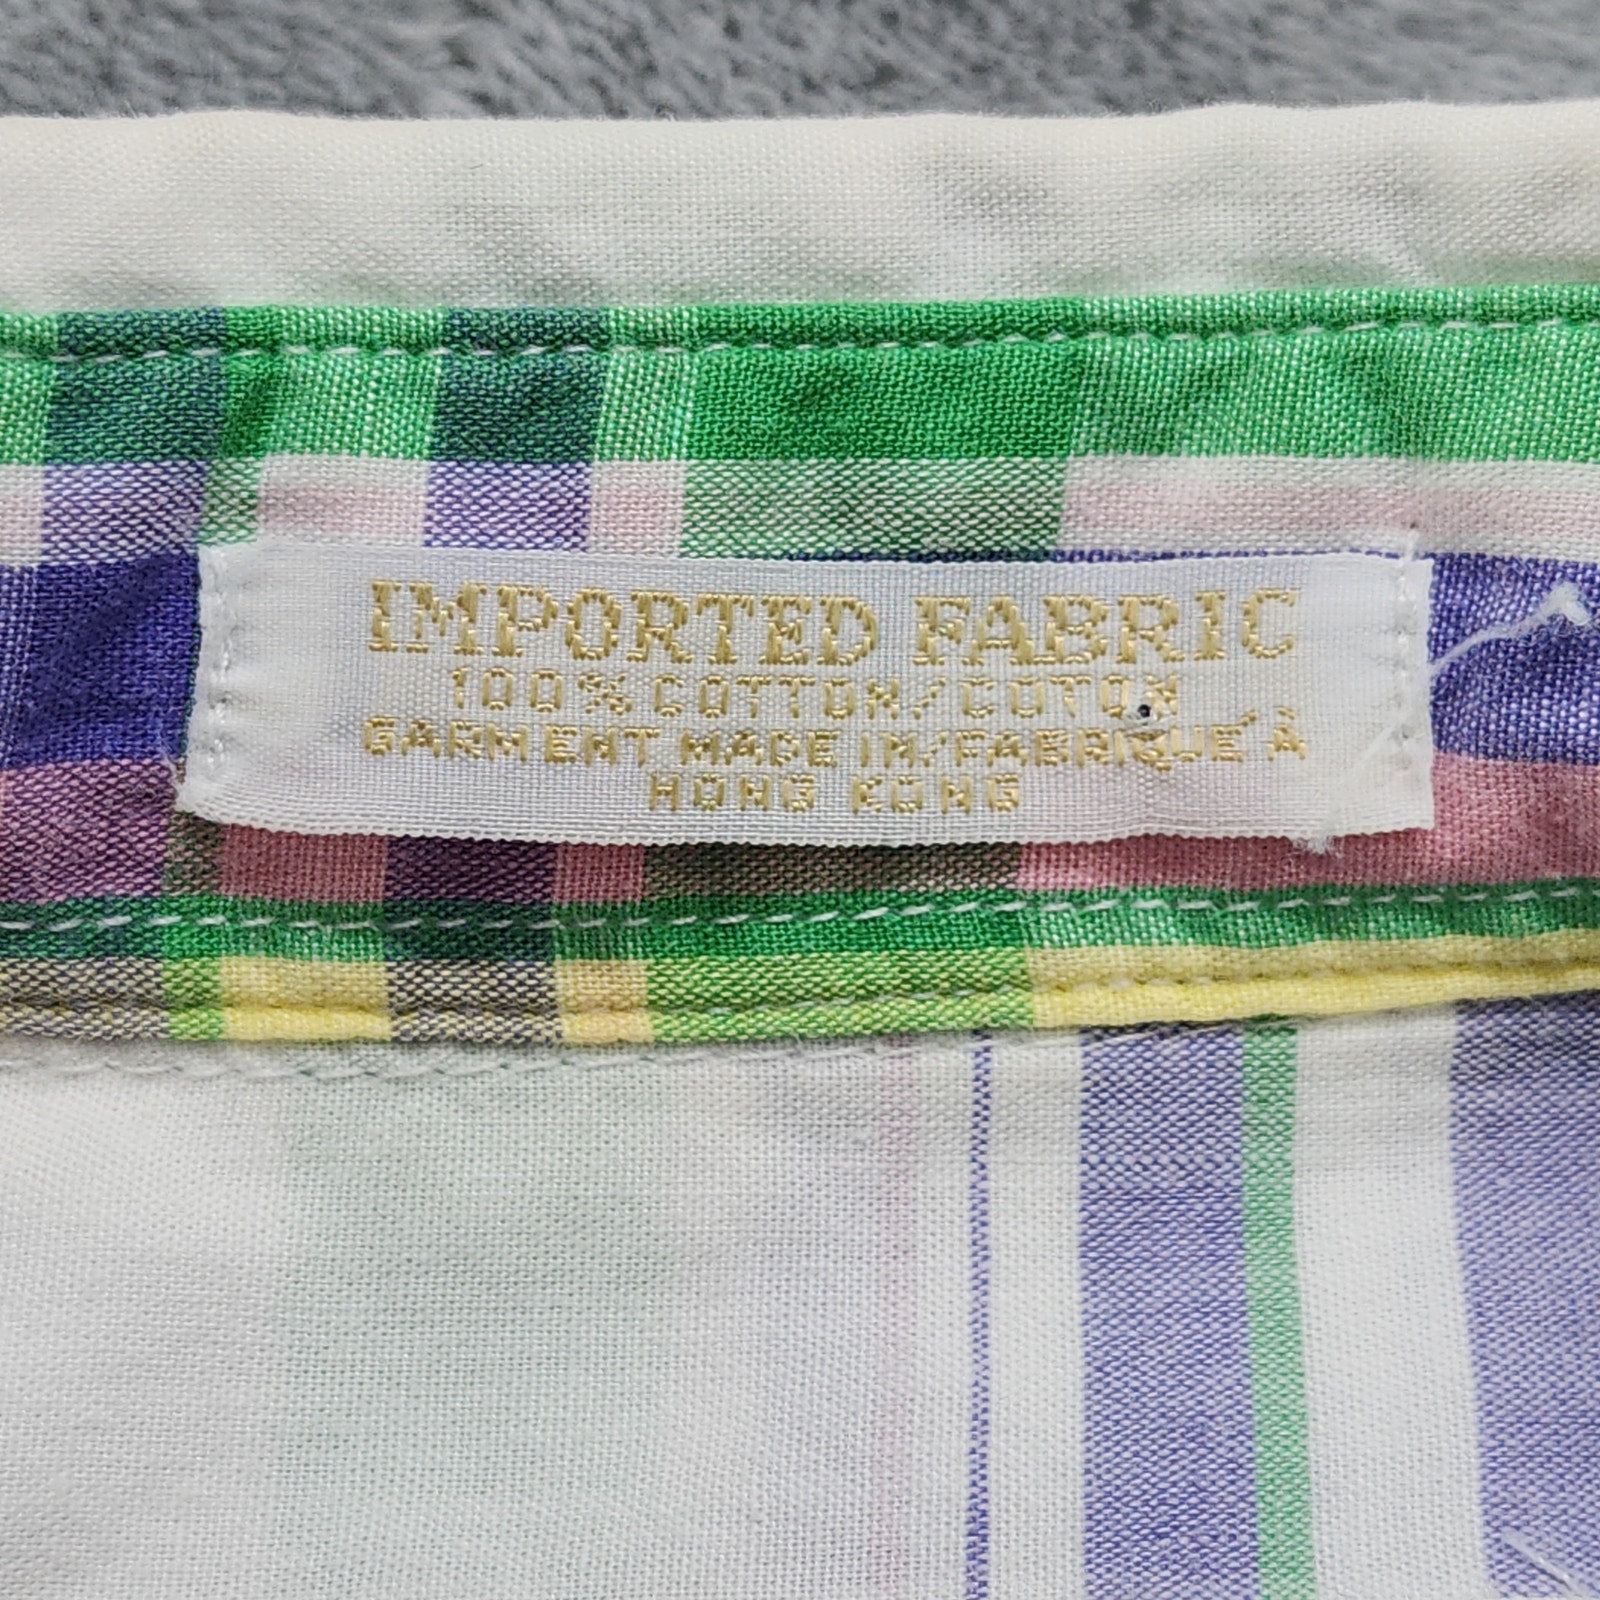 IMPORTED FABRIC
100% COTTON/COTON
GARMENT MADE IN/FABRIQUÉ À
HONG KONG